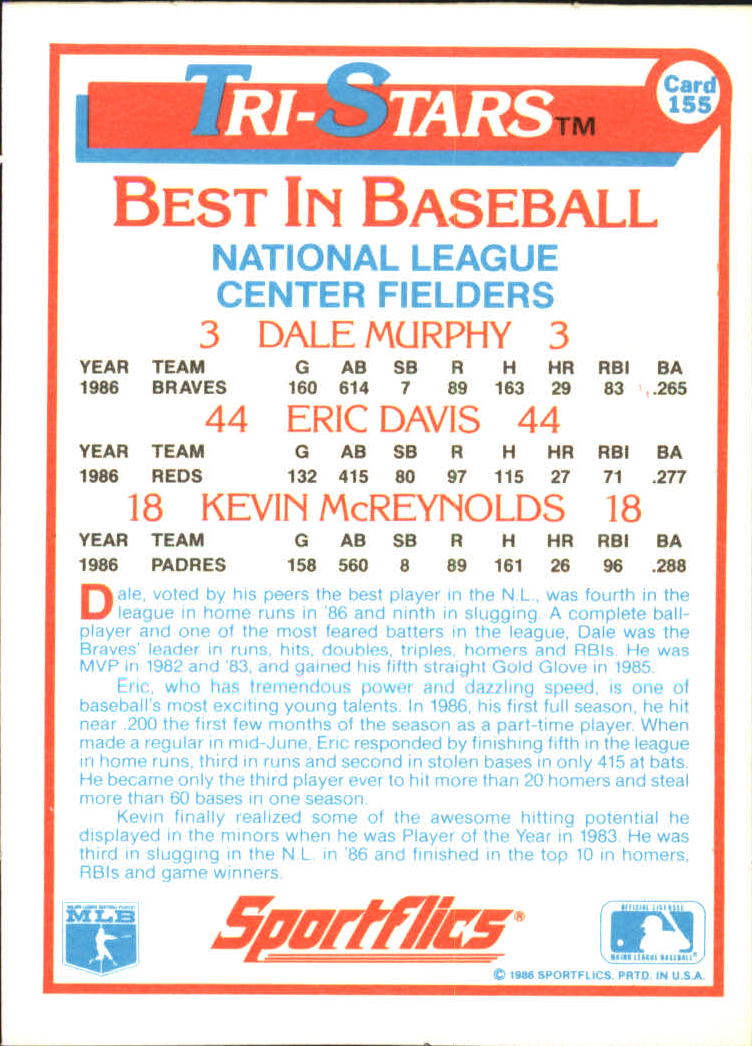 TRI-STARS TM
Card
155
BEST IN BASEBALL
NATIONAL LEAGUE
CENTER FIELDERS
3 DALE MURPHY 3
YEAR TEAM G AB SB R H HR RBI BA
1986 BRAVES 160 614 7 89 163 29 83 .265
44 ERIC DAVIS 44
YEAR TEAM G AB SB R H HR RBI BA
1986 REDS 132 415 80 97 115 27 71 .277
18 KEVIN McREYNOLDS 18
YEAR TEAM G AB SB R H HR RBI BA
1986 PADRES 158 560 8 89 161 26 96 .288
Dale, voted by his peers the best player in the N.L., was fourth in the
league in home runs in '86 and ninth in slugging. A complete ball-
player and one of the most feared batters in the league, Dale was the
Braves' leader in runs, hits, doubles, triples, homers and RBIs. He was
MVP in 1982 and '83, and gained his fifth straight Gold Glove in 1985.
Eric, who has tremendous power and dazzling speed, is one of
baseball's most exciting young talents. In 1986, his first full season, he hit
near .200 the first few months of the season as a part-time player. When
made a regular in mid-June, Eric responded by finishing fifth in the league
in home runs, third in runs and second in stolen bases in only 415 at bats.
He became only the third player ever to hit more than 20 homers and steal
more than 60 bases in one season.
Kevin finally realized some of the awesome hitting potential he
displayed in the minors when he was Player of the Year in 1983. He was
third in slugging in the N.L. in '86 and finished in the top 10 in homers,
RBIs and game winners.
MAJOR LEAGUE BASEBALL PLAYERS
MLB
Sportflics®
OFFICIAL LICENSEE
MAJOR LEAGUE BASEBALL®
© 1986 SPORTFLICS, PRTD. IN U.S.A.